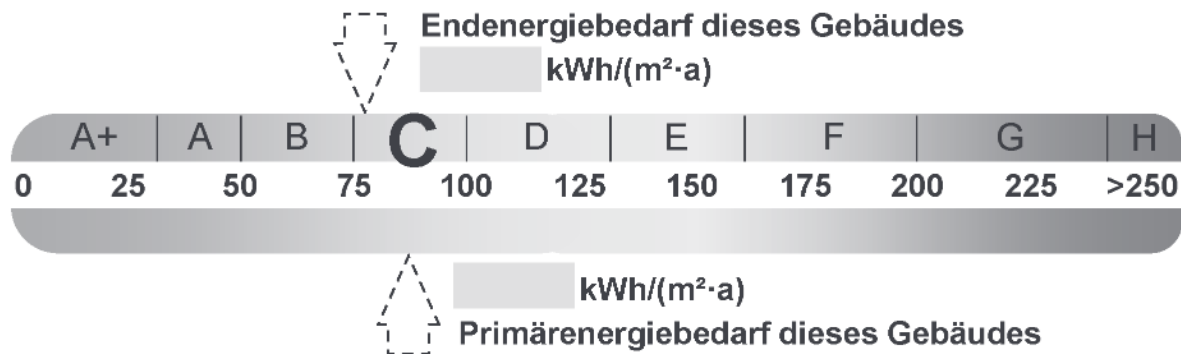 Endenergiebedarf dieses Gebäudes
kWh/(m²·a)
A+ A B C D E F G H
0 25 50 75 100 125 150 175 200 225 >250
kWh/(m²·a)
Primärenergiebedarf dieses Gebäudes